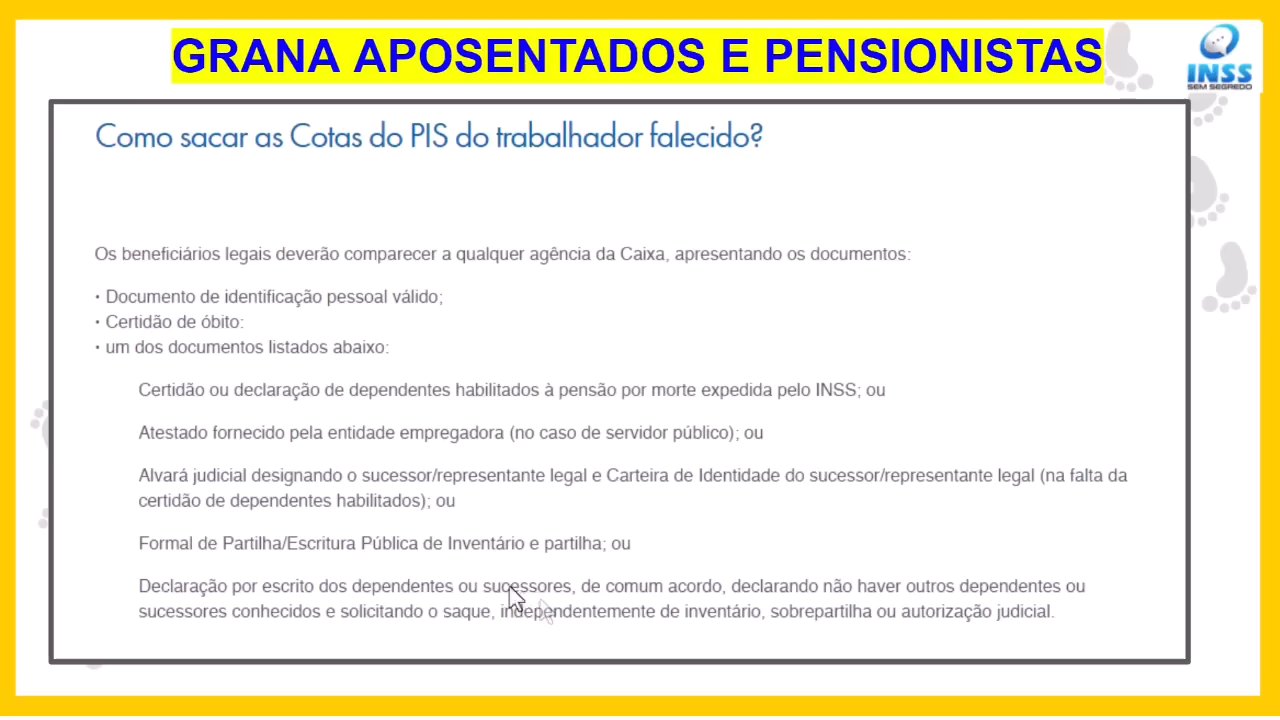 GRANA APOSENTADOS E PENSIONISTAS
INSS
SEM SEGREDO
Como sacar as Cotas do PIS do trabalhador falecido?
Os beneficiários legais deverão comparecer a qualquer agência da Caixa, apresentando os documentos:
• Documento de identificação pessoal válido;
• Certidão de óbito:
• um dos documentos listados abaixo:
Certidão ou declaração de dependentes habilitados à pensão por morte expedida pelo INSS; ou
Atestado fornecido pela entidade empregadora (no caso de servidor público); ou
Alvará judicial designando o sucessor/representante legal e Carteira de Identidade do sucessor/representante legal (na falta da
certidão de dependentes habilitados); ou
Formal de Partilha/Escritura Pública de Inventário e partilha; ou
Declaração por escrito dos dependentes ou sucessores, de comum acordo, declarando não haver outros dependentes ou
sucessores conhecidos e solicitando o saque, independentemente de inventário, sobrepartilha ou autorização judicial.